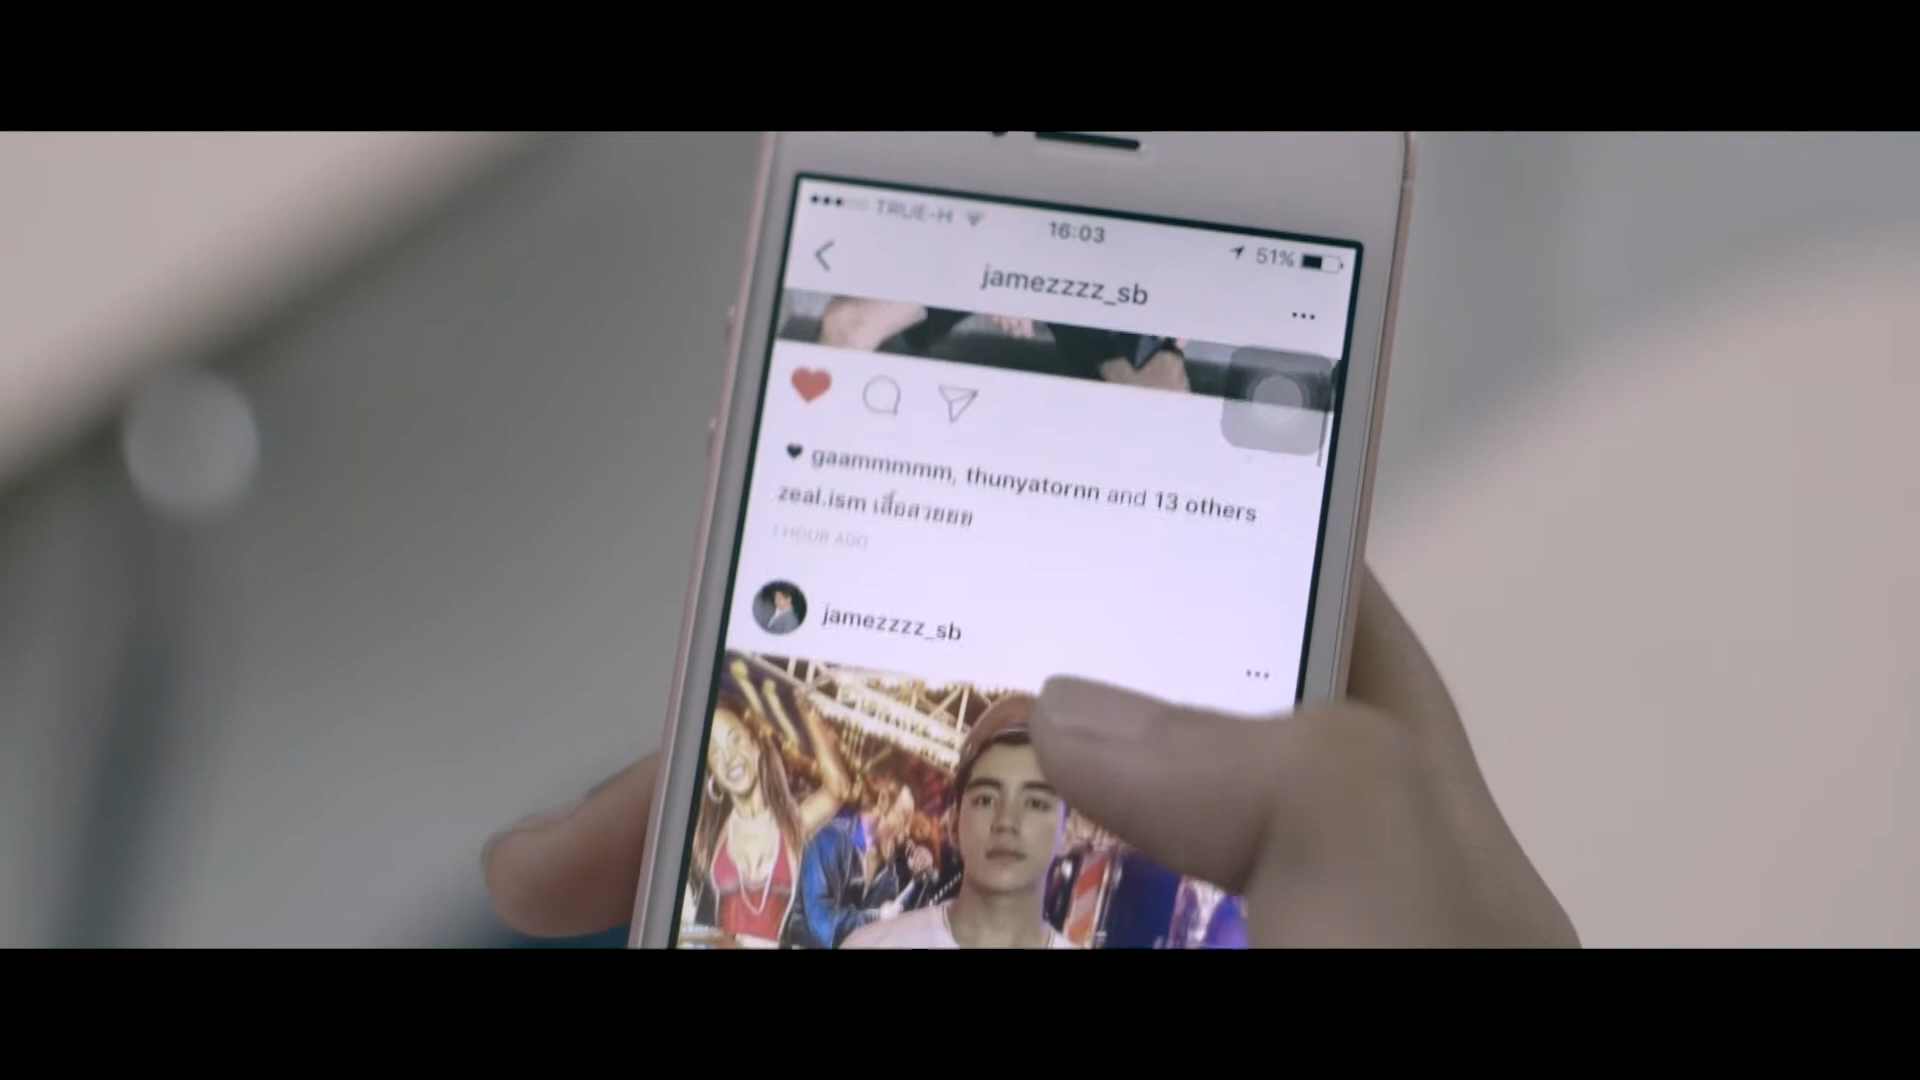 TRUE-H 16:03 51%
jamezzzz_sb
gaammmmm, thunyatornn and 13 others
zeal.ism เสื้อสวยยย
1 HOUR AGO
jamezzzz_sb